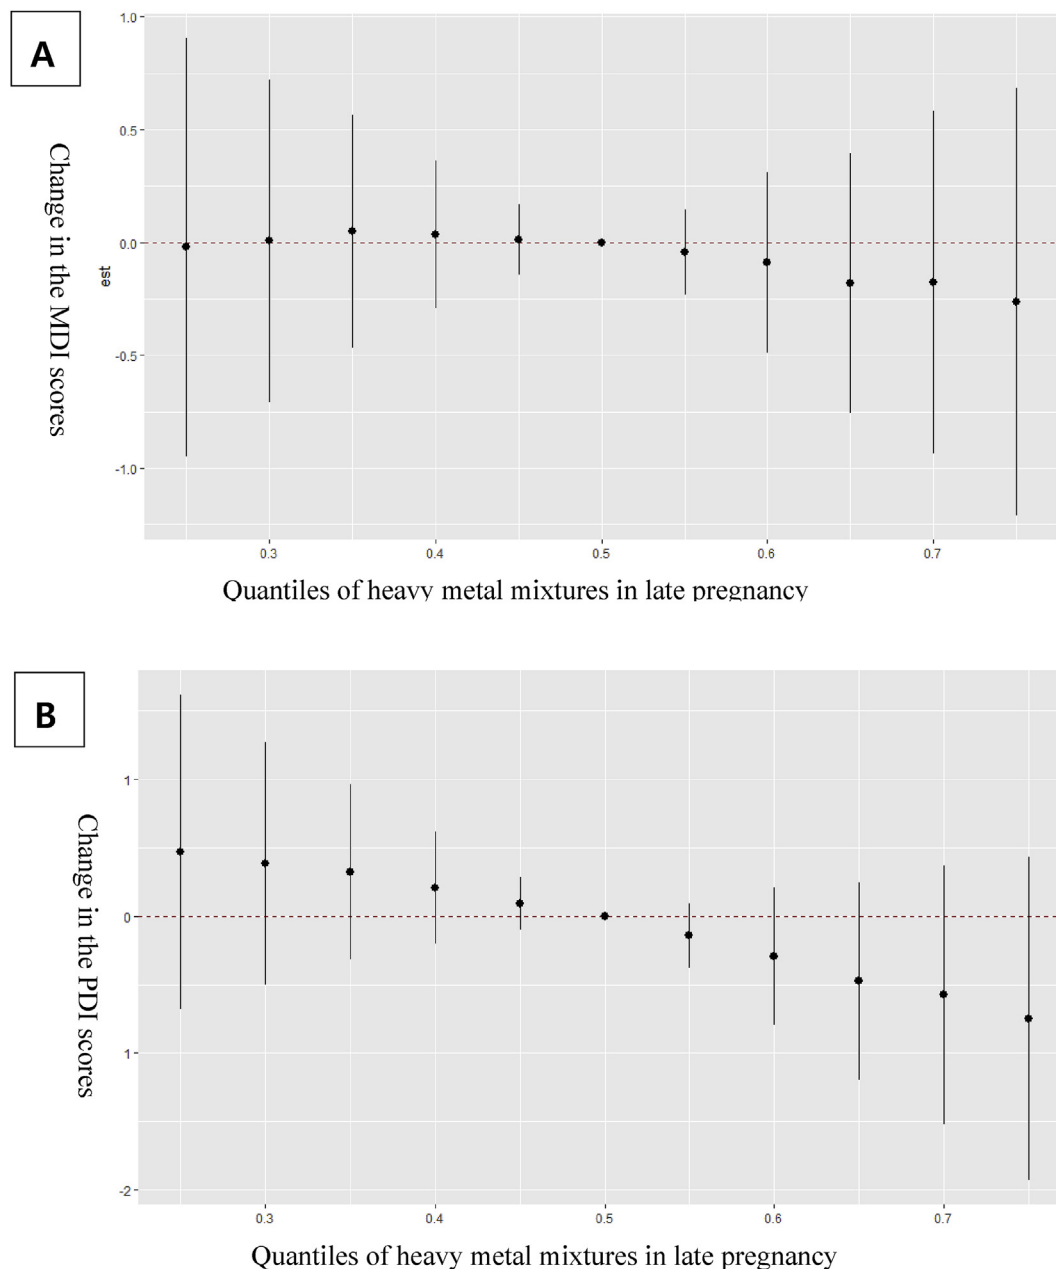 A
Change in the MDI scores
est
1.0
0.5
0.0
-0.5
-1.0
0.3 0.4 0.5 0.6 0.7
Quantiles of heavy metal mixtures in late pregnancy
B
Change in the PDI scores
1
0
1
-2
0.3 0.4 0.5 0.6 0.7
Quantiles of heavy metal mixtures in late pregnancy